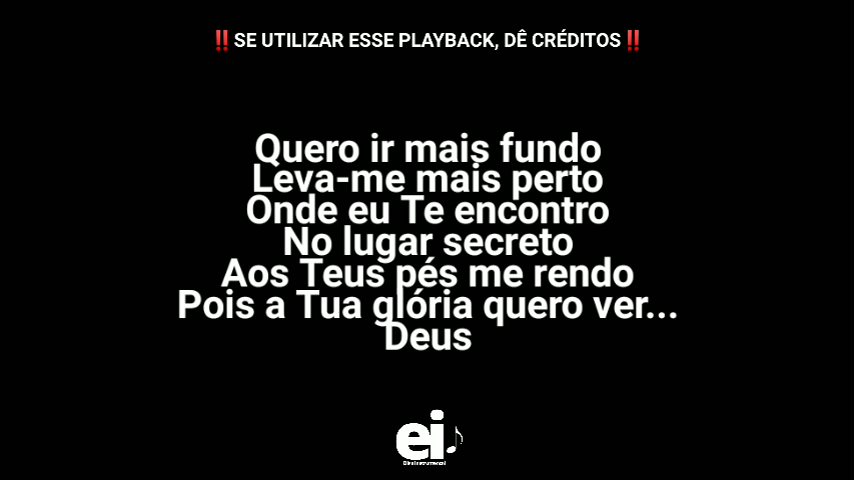 ‼️SE UTILIZAR ESSE PLAYBACK, DÊ CRÉDITOS‼️
Quero ir mais fundo
Leva-me mais perto
Onde eu Te encontro
No lugar secreto
Aos Teus pés me rendo
Pois a Tua glória quero ver...
Deus
ei